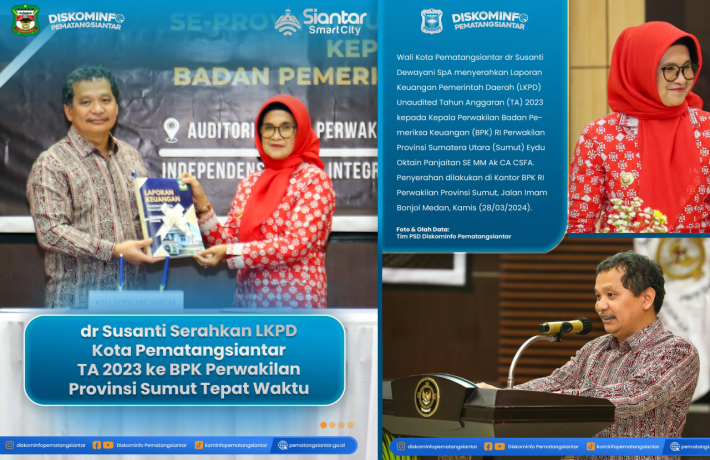 DISKOMINFO
PEMATANGSIANTAR
Siantar
Smart City
SE-PROV
KEP
BADAN PEMERI
AUDITORI
PERWAK
INDEPENDENS
INTEGR
LAPORAN
KEUANGAN
KOTA PEMATANG SIANTAR
dr Susanti Serahkan LKPD
Kota Pematangsiantar
TA 2023 ke BPK Perwakilan
Provinsi Sumut Tepat Waktu
diskominfopematangsiantar
Diskominfo Pematangsiantar
kominfopematangsiantar
pematangsiantar.go.id
DISKOMINFO
PEMATANGSIANTAR
Wali Kota Pematangsiantar dr Susanti
Dewayani SpA menyerahkan Laporan
Keuangan Pemerintah Daerah (LKPD)
Unaudited Tahun Anggaran (TA) 2023
kepada Kepala Perwakilan Badan Pe-
meriksa Keuangan (BPK) RI Perwakilan
Provinsi Sumatera Utara (Sumut) Eydu
Oktain Panjaitan SE MM Ak CA CSFA.
Penyerahan dilakukan di Kantor BPK RI
Perwakilan Provinsi Sumut, Jalan Imam
Bonjol Medan, Kamis (28/03/2024).
Foto & Olah Data:
Tim PSD Diskominfo Pematangsiantar
diskominfopematangsiantar
Diskominfo Pematangsiantar
kominfopematangsiantar
pematangs